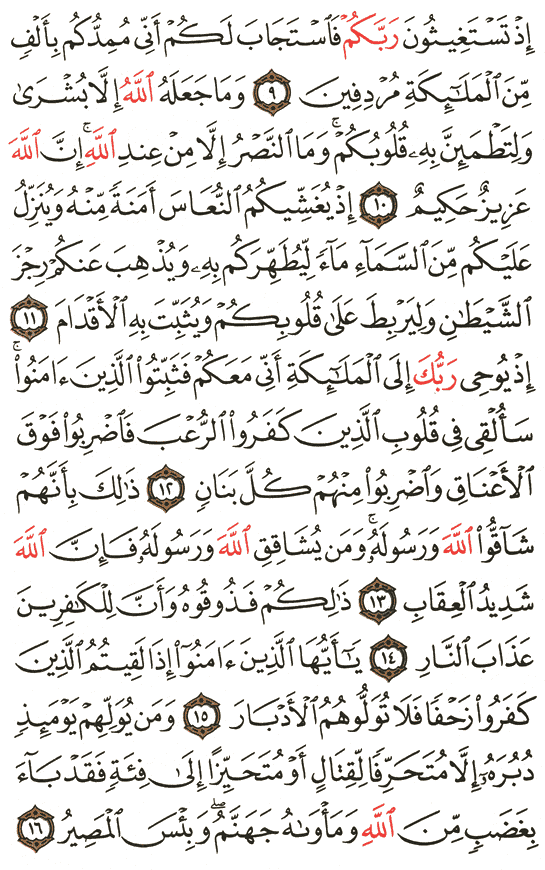 إِذْ تَسْتَغِيثُونَ رَبَّكُمْ فَٱسْتَجَابَ لَكُمْ أَنِّى مُمِدُّكُم بِأَلْفٍ
مِّنَ ٱلْمَلَـٰٓئِكَةِ مُرْدِفِينَ ۝٩ وَمَا جَعَلَهُ ٱللَّهُ إِلَّا بُشْرَىٰ
وَلِتَطْمَئِنَّ بِهِۦ قُلُوبُكُمْ ۚ وَمَا ٱلنَّصْرُ إِلَّا مِنْ عِندِ ٱللَّهِ ۚ إِنَّ ٱللَّهَ
عَزِيزٌ حَكِيمٌ ۝١٠ إِذْ يُغَشِّيكُمُ ٱلنُّعَاسَ أَمَنَةً مِّنْهُ وَيُنَزِّلُ
عَلَيْكُم مِّنَ ٱلسَّمَآءِ مَآءً لِّيُطَهِّرَكُم بِهِۦ وَيُذْهِبَ عَنكُمْ رِجْزَ
ٱلشَّيْطَـٰنِ وَلِيَرْبِطَ عَلَىٰ قُلُوبِكُمْ وَيُثَبِّتَ بِهِ ٱلْأَقْدَامَ ۝١١
إِذْ يُوحِى رَبُّكَ إِلَى ٱلْمَلَـٰٓئِكَةِ أَنِّى مَعَكُمْ فَثَبِّتُوا۟ ٱلَّذِينَ ءَامَنُوا۟ ۚ
سَأُلْقِى فِى قُلُوبِ ٱلَّذِينَ كَفَرُوا۟ ٱلرُّعْبَ فَٱضْرِبُوا۟ فَوْقَ
ٱلْأَعْنَاقِ وَٱضْرِبُوا۟ مِنْهُمْ كُلَّ بَنَانٍ ۝١٢ ذَٰلِكَ بِأَنَّهُمْ
شَآقُّوا۟ ٱللَّهَ وَرَسُولَهُۥ ۚ وَمَن يُشَاقِقِ ٱللَّهَ وَرَسُولَهُۥ فَإِنَّ ٱللَّهَ
شَدِيدُ ٱلْعِقَابِ ۝١٣ ذَٰلِكُمْ فَذُوقُوهُ وَأَنَّ لِلْكَـٰفِرِينَ
عَذَابَ ٱلنَّارِ ۝١٤ يَـٰٓأَيُّهَا ٱلَّذِينَ ءَامَنُوٓا۟ إِذَا لَقِيتُمُ ٱلَّذِينَ
كَفَرُوا۟ زَحْفًا فَلَا تُوَلُّوهُمُ ٱلْأَدْبَارَ ۝١٥ وَمَن يُوَلِّهِمْ يَوْمَئِذٍ
دُبُرَهُۥٓ إِلَّا مُتَحَرِّفًا لِّقِتَالٍ أَوْ مُتَحَيِّزًا إِلَىٰ فِئَةٍ فَقَدْ بَآءَ
بِغَضَبٍ مِّنَ ٱللَّهِ وَمَأْوَىٰهُ جَهَنَّمُ ۖ وَبِئْسَ ٱلْمَصِيرُ ۝١٦